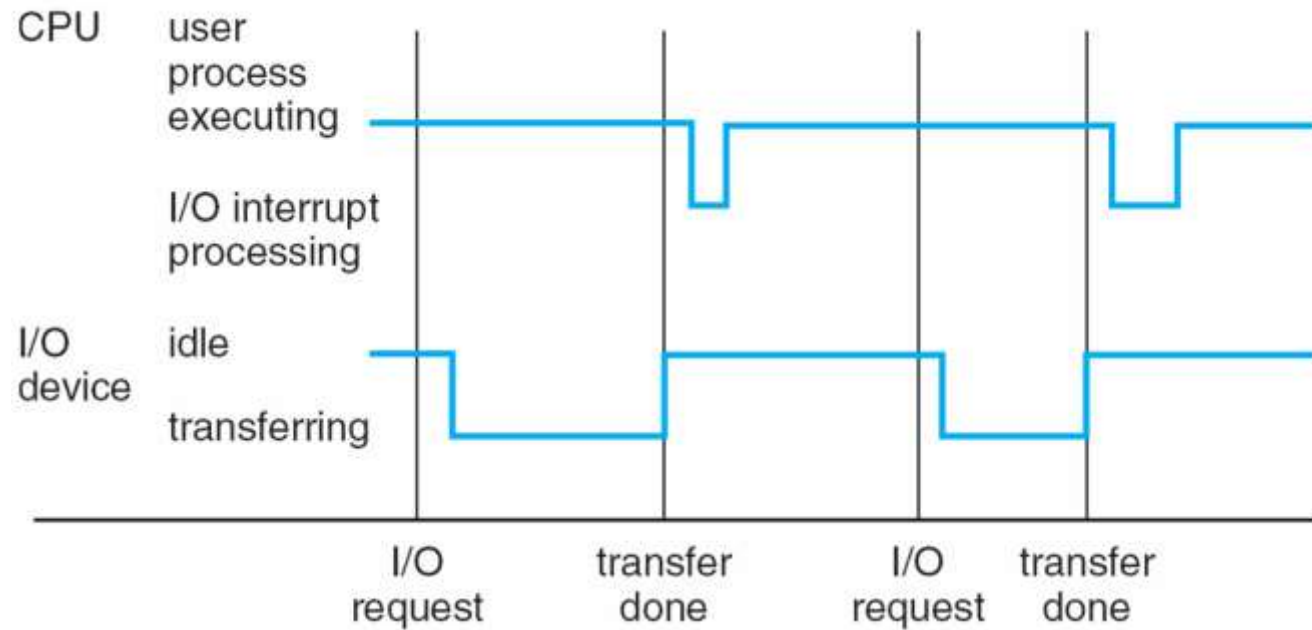 CPU
user
process
executing
I/O interrupt
processing
I/O
device
idle
transferring
I/O
request
transfer
done
I/O
request
transfer
done